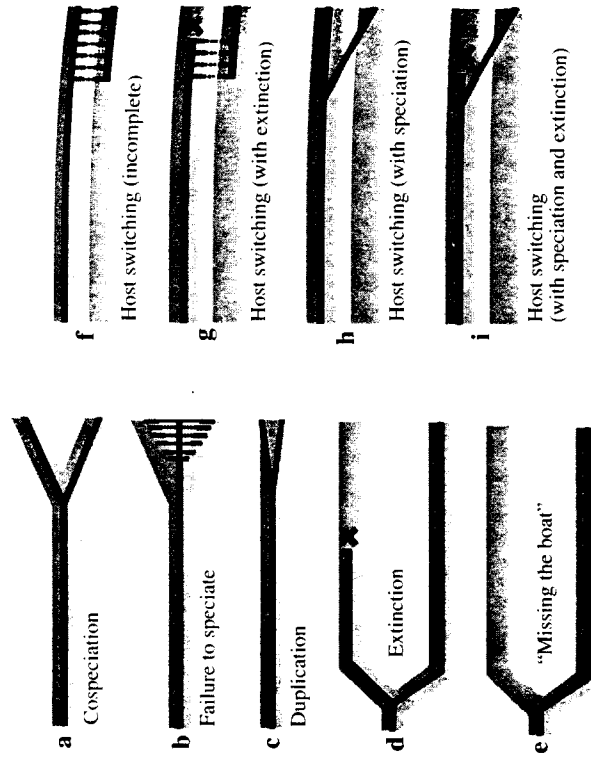 a
Cospeciation
b
Failure to speciate
c
Duplication
d
Extinction
e
"Missing the boat"
f
Host switching (incomplete)
g
Host switching (with extinction)
h
Host switching (with speciation)
i
Host switching
(with speciation and extinction)